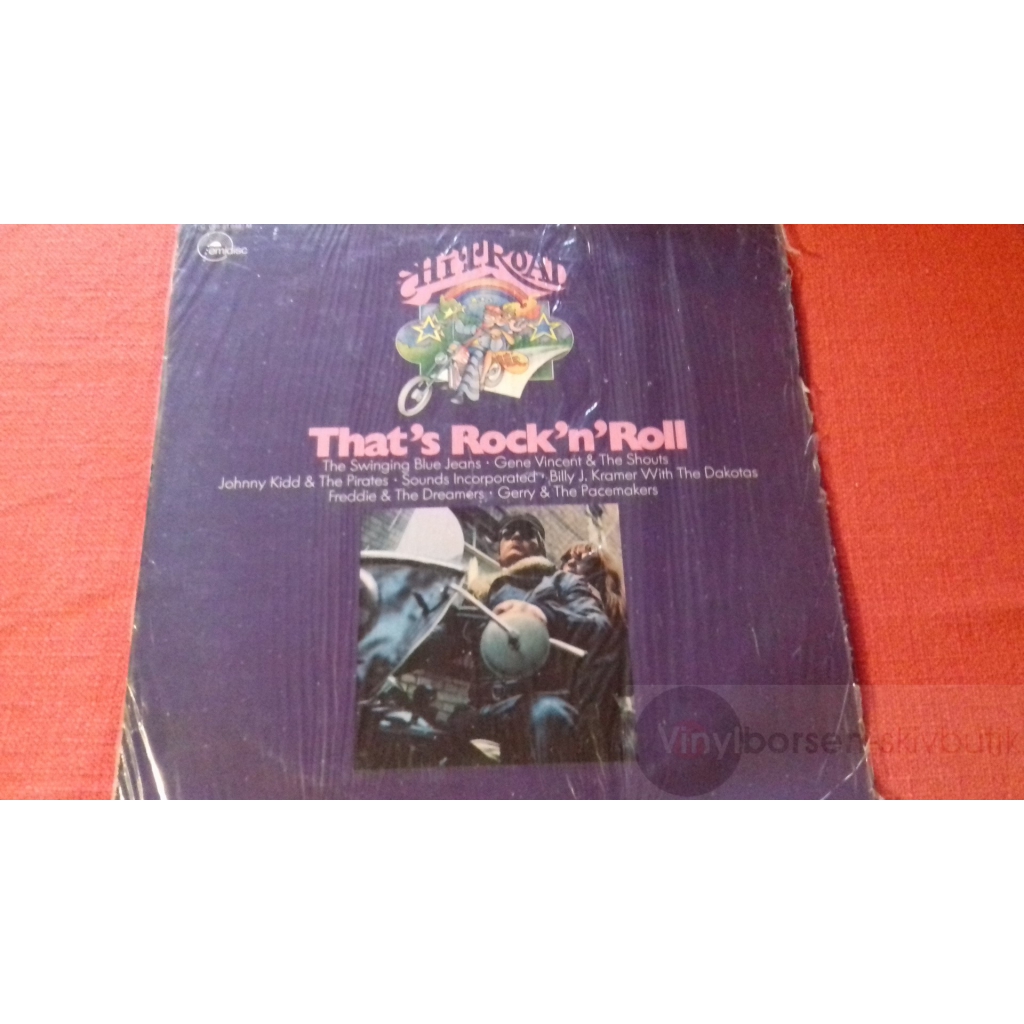 emidisc
HIT ROAD
That's Rock'n'Roll
The Swinging Blue Jeans · Gene Vincent & The Shouts
Johnny Kidd & The Pirates · Sounds Incorporated · Billy J. Kramer With The Dakotas
Freddie & The Dreamers · Gerry & The Pacemakers
Vinylborsen skivbutik